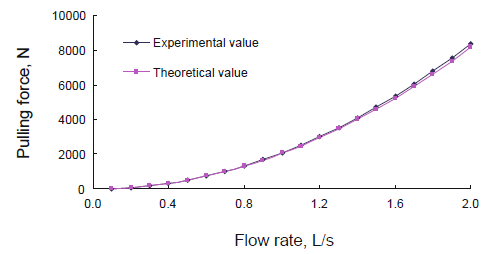 10000
8000
6000
4000
2000
0
Pulling force, N
Experimental value
Theoretical value
0.0 0.4 0.8 1.2 1.6 2.0
Flow rate, L/s